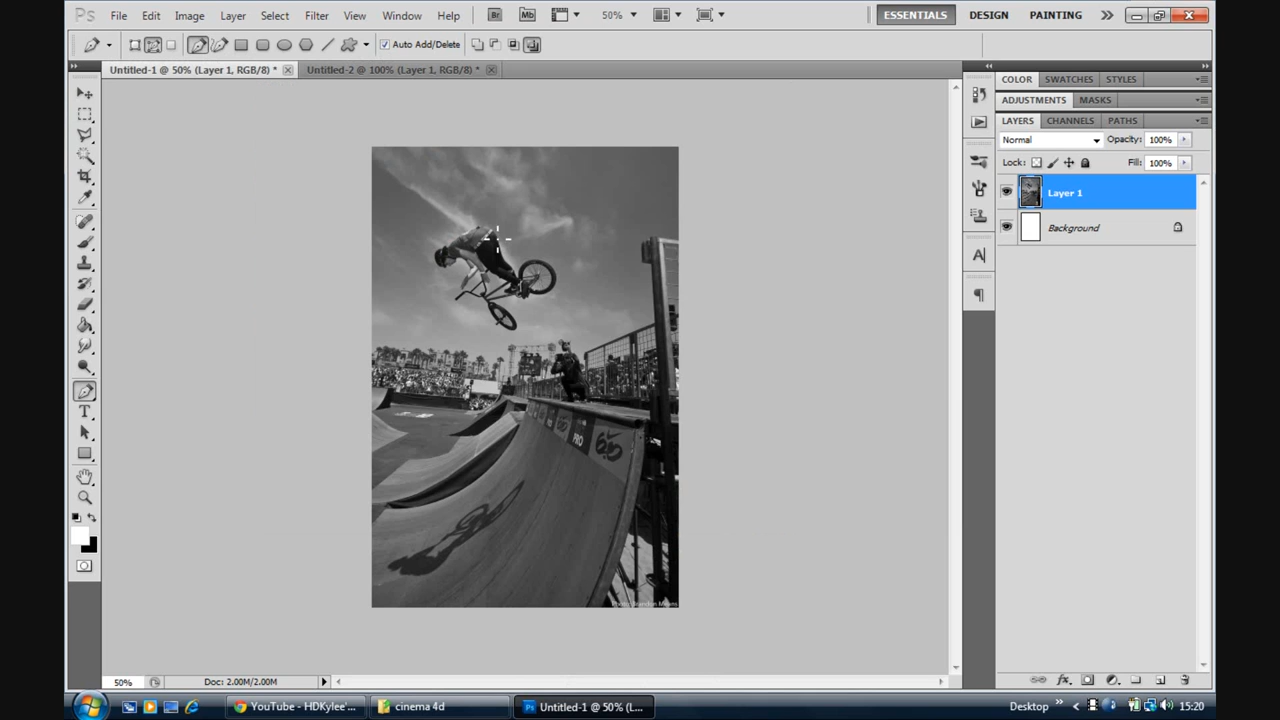 Ps File Edit Image Layer Select Filter View Window Help Br Mb 50% ESSENTIALS DESIGN PAINTING
Auto Add/Delete
Untitled-1 @ 50% (Layer 1, RGB/8) * Untitled-2 @ 100% (Layer 1, RGB/8) *
COLOR SWATCHES STYLES
ADJUSTMENTS MASKS
LAYERS CHANNELS PATHS
Normal Opacity: 100%
Lock: Fill: 100%
Layer 1
Background
PRO
50% Doc: 2.00M/2.00M
YouTube - HDKylee'... cinema 4d Untitled-1 @ 50% (L... Desktop 15:20